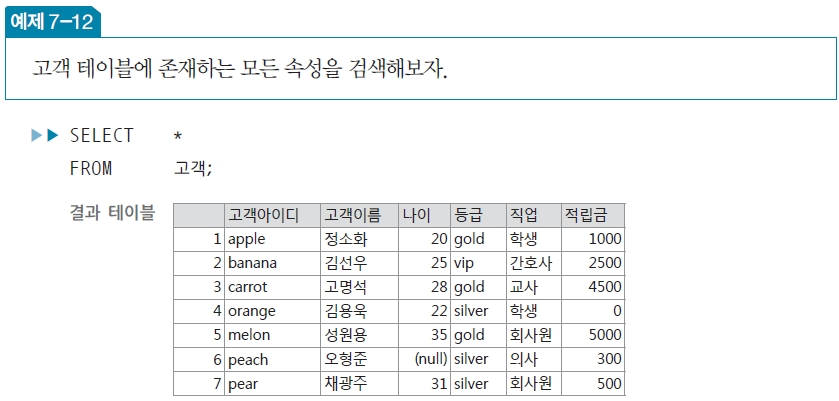 예제 7-12
고객 테이블에 존재하는 모든 속성을 검색해보자.
▶▶ SELECT *
FROM 고객;
결과 테이블
고객아이디 고객이름 나이 등급 직업 적립금
1 apple 정소화 20 gold 학생 1000
2 banana 김선우 25 vip 간호사 2500
3 carrot 고명석 28 gold 교사 4500
4 orange 김용욱 22 silver 학생 0
5 melon 성원용 35 gold 회사원 5000
6 peach 오형준 (null) silver 의사 300
7 pear 채광주 31 silver 회사원 500